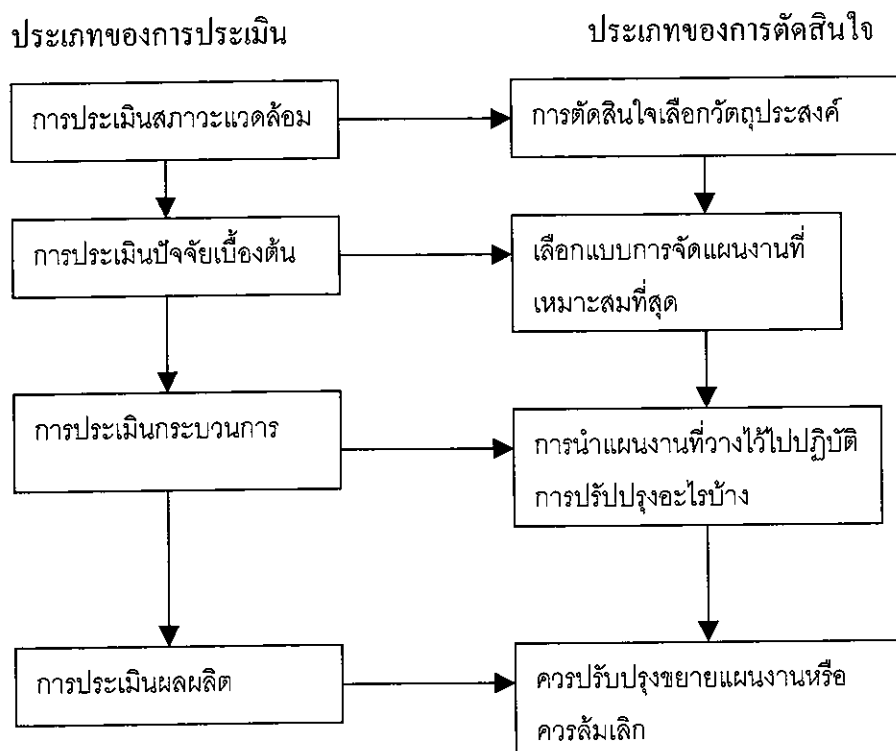 ประเภทของการประเมิน
ประเภทของการตัดสินใจ
การประเมินสภาวะแวดล้อม
การตัดสินใจเลือกวัตถุประสงค์
การประเมินปัจจัยเบื้องต้น
เลือกแบบการจัดแผนงานที่
เหมาะสมที่สุด
การประเมินกระบวนการ
การนำแผนงานที่วางไว้ไปปฏิบัติ
การปรัปปรุงอะไรบ้าง
การประเมินผลผลิต
ควรปรับปรุงขยายแผนงานหรือ
ควรล้มเลิก